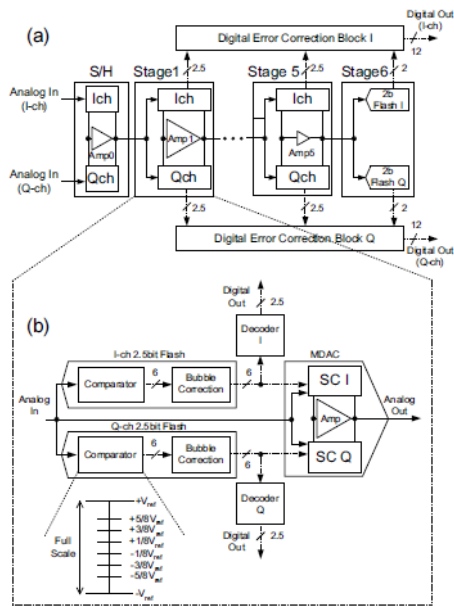 (a)
Digital Error Correction Block I
Digital Out
(I-ch)
12
S/H
Stage1
2.5
Stage 5
2.5
Stage6
2
Analog In
(I-ch)
Ich
Ich
Ich
2b
Flash I
Amp0
Amp1
Amp5
Analog In
(Q-ch)
Qch
Qch
Qch
2b
Flash Q
2.5
2.5
2
12
Digital Error Correction Block Q
Digital Out
(Q-ch)
(b)
Digital
Out
2.5
Decoder
I
I-ch 2.5bit Flash
MDAC
Comparator
6
Bubble
Correction
6
SC I
Analog
In
Amp
Analog
Out
Q-ch 2.5bit Flash
Comparator
6
Bubble
Correction
6
SC Q
Decoder
Q
Digital
Out
2.5
Full
Scale
+Vref
+5/8Vref
+3/8Vref
+1/8Vref
-1/8Vref
-3/8Vref
-5/8Vref
-Vref